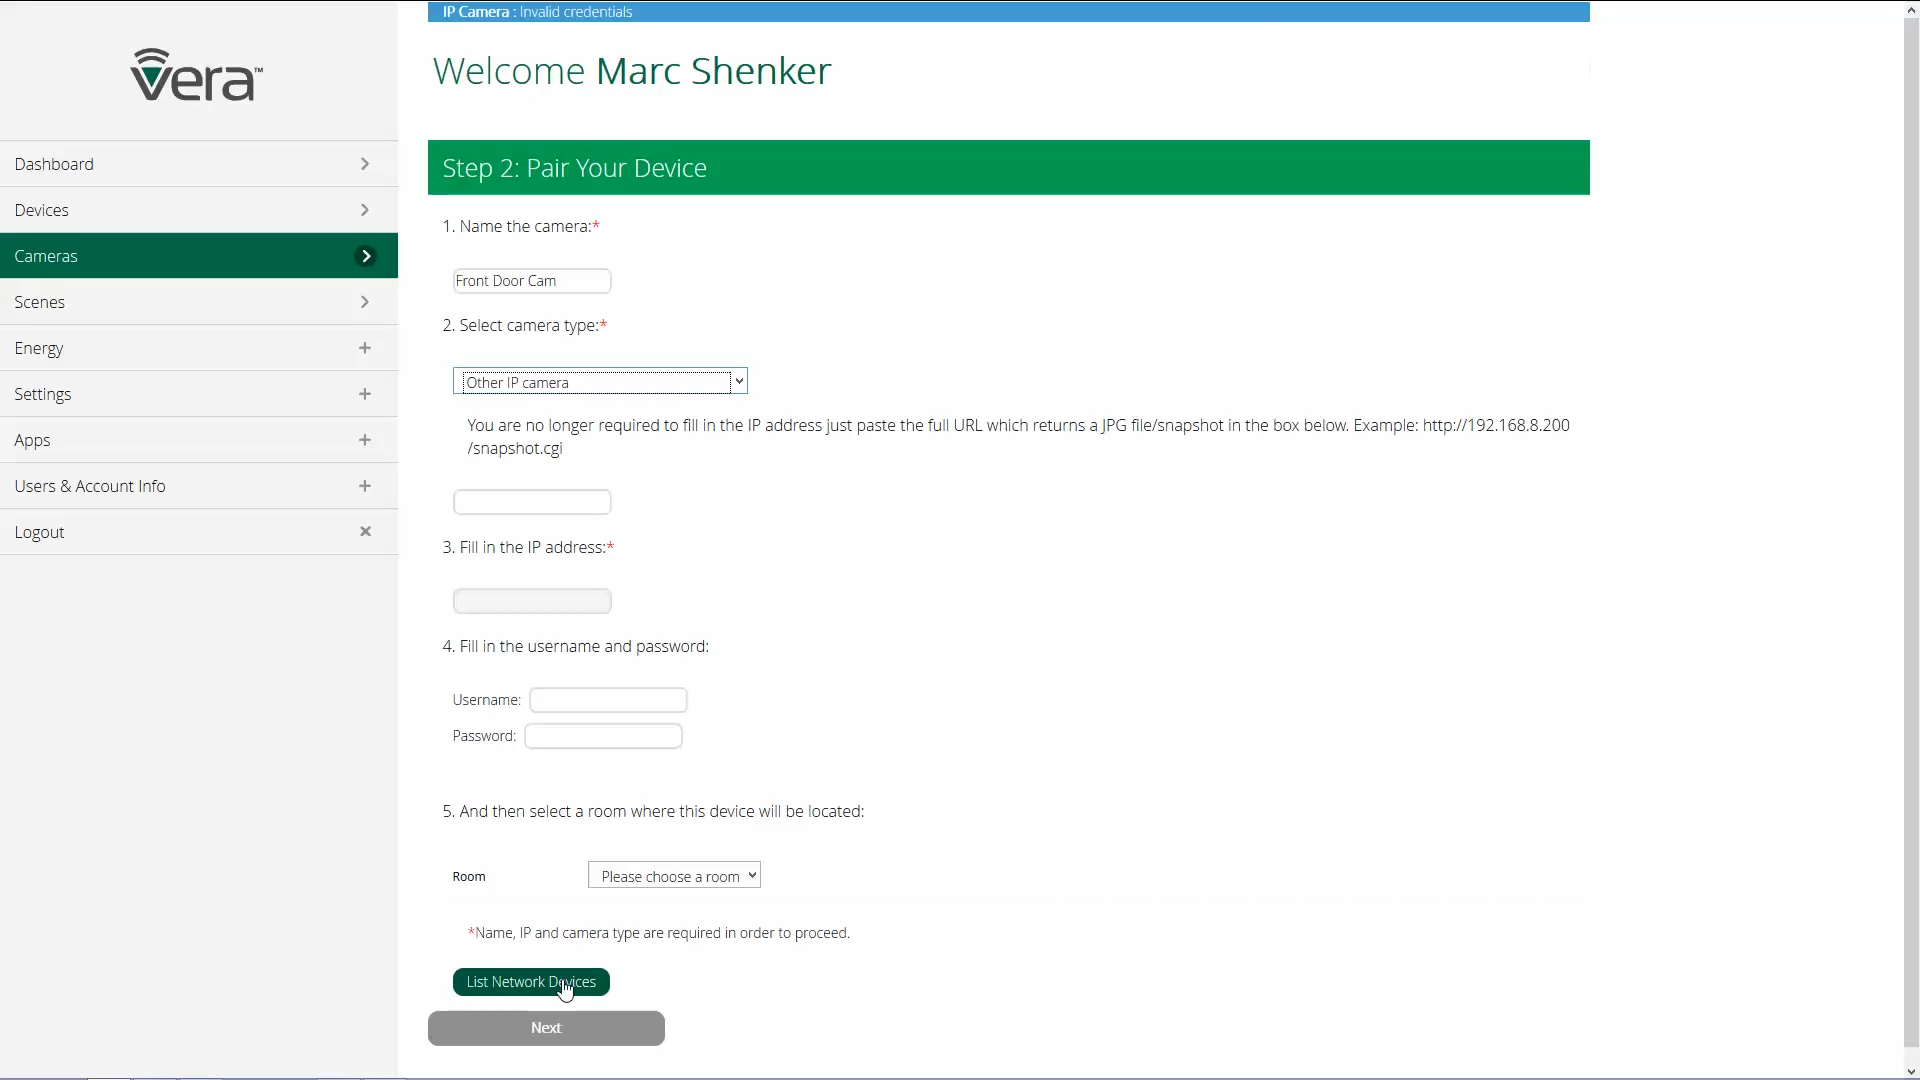 IP Camera : Invalid credentials
vera™
Welcome Marc Shenker
Dashboard
Devices
Cameras
Scenes
Energy
Settings
Apps
Users & Account Info
Logout
Step 2: Pair Your Device
1. Name the camera:*
Front Door Cam
2. Select camera type:*
Other IP camera
You are no longer required to fill in the IP address just paste the full URL which returns a JPG file/snapshot in the box below. Example: http://192.168.8.200
/snapshot.cgi
3. Fill in the IP address:*
4. Fill in the username and password:
Username:
Password:
5. And then select a room where this device will be located:
Room
Please choose a room
*Name, IP and camera type are required in order to proceed.
List Network Devices
Next